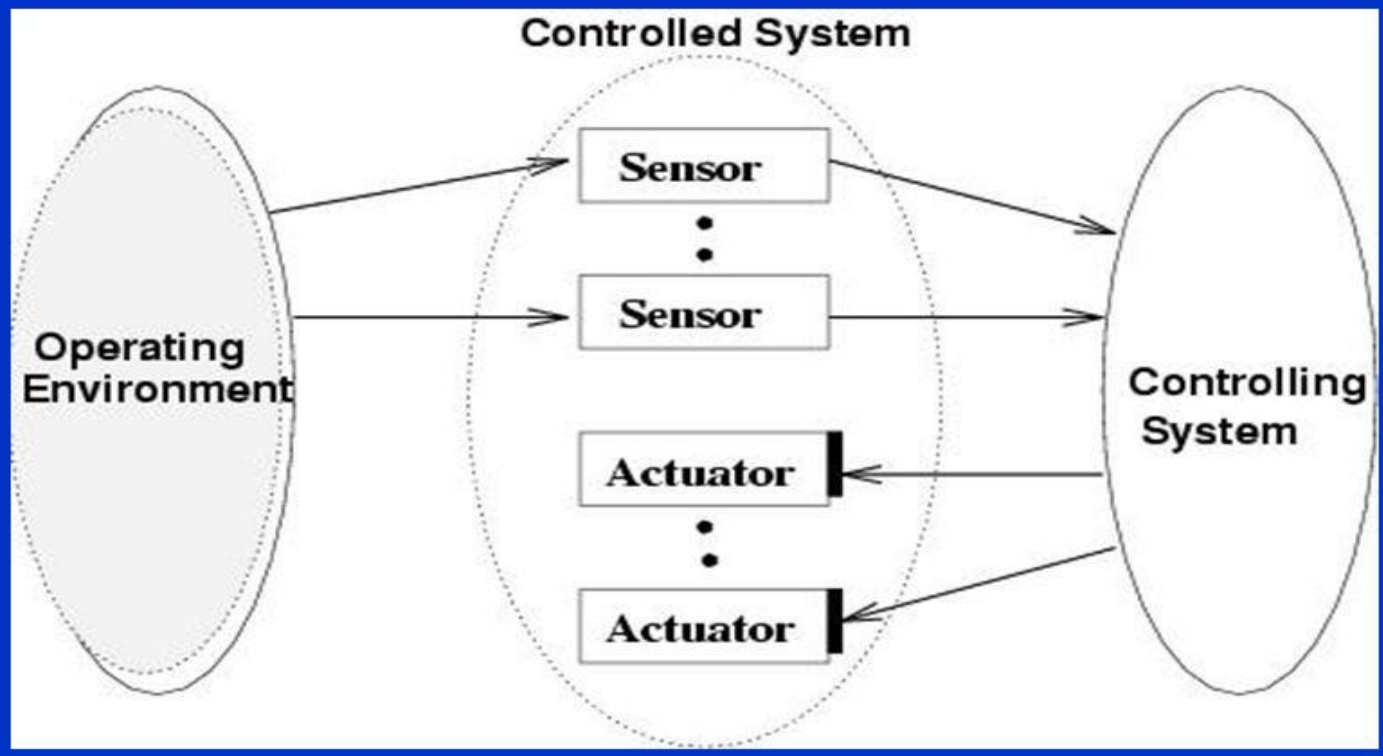 Controlled System
Sensor
Sensor
Operating
Environment
Controlling
System
Actuator
Actuator